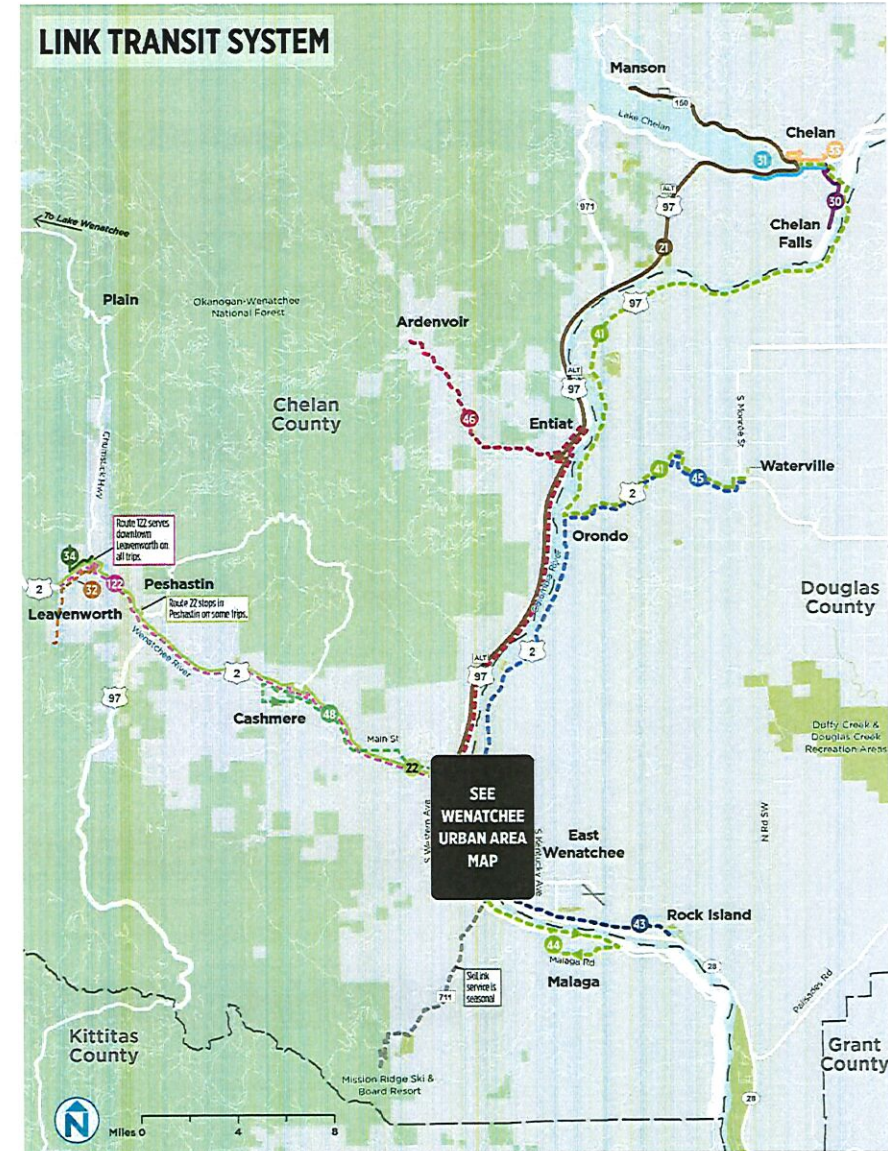 LINK TRANSIT SYSTEM
Manson
150
Lake Chelan
Chelan
33
31
ALT
97
971
30
Chelan
Falls
21
To Lake Wenatchee
97
Plain
Okanogan-Wenatchee
National Forest
Ardenvoir
41
ALT
97
Chelan
County
S Monroe St
46
Entiat
Chumstick Hwy
41
45
Waterville
2
Orondo
Columbia River
Route 122 serves
downtown
Leavenworth on
all trips.
34
2
32
122
Peshastin
Route 22 stops in
Peshastin on some trips.
Leavenworth
Douglas
County
Wenatchee River
2
ALT
97
2
97
Cashmere
48
Main St
Duffy Creek &
Douglas Creek
Recreation Areas
22
SEE
WENATCHEE
URBAN AREA
MAP
S Western Ave
S Kentucky Ave
East
Wenatchee
N Rd SW
43
Rock Island
44
Malaga Rd
Malaga
28
SkiLink
service is
seasonal
711
Palisades Rd
Kittitas
County
Grant
County
Mission Ridge Ski &
Board Resort
28
N
Miles 0 4 8